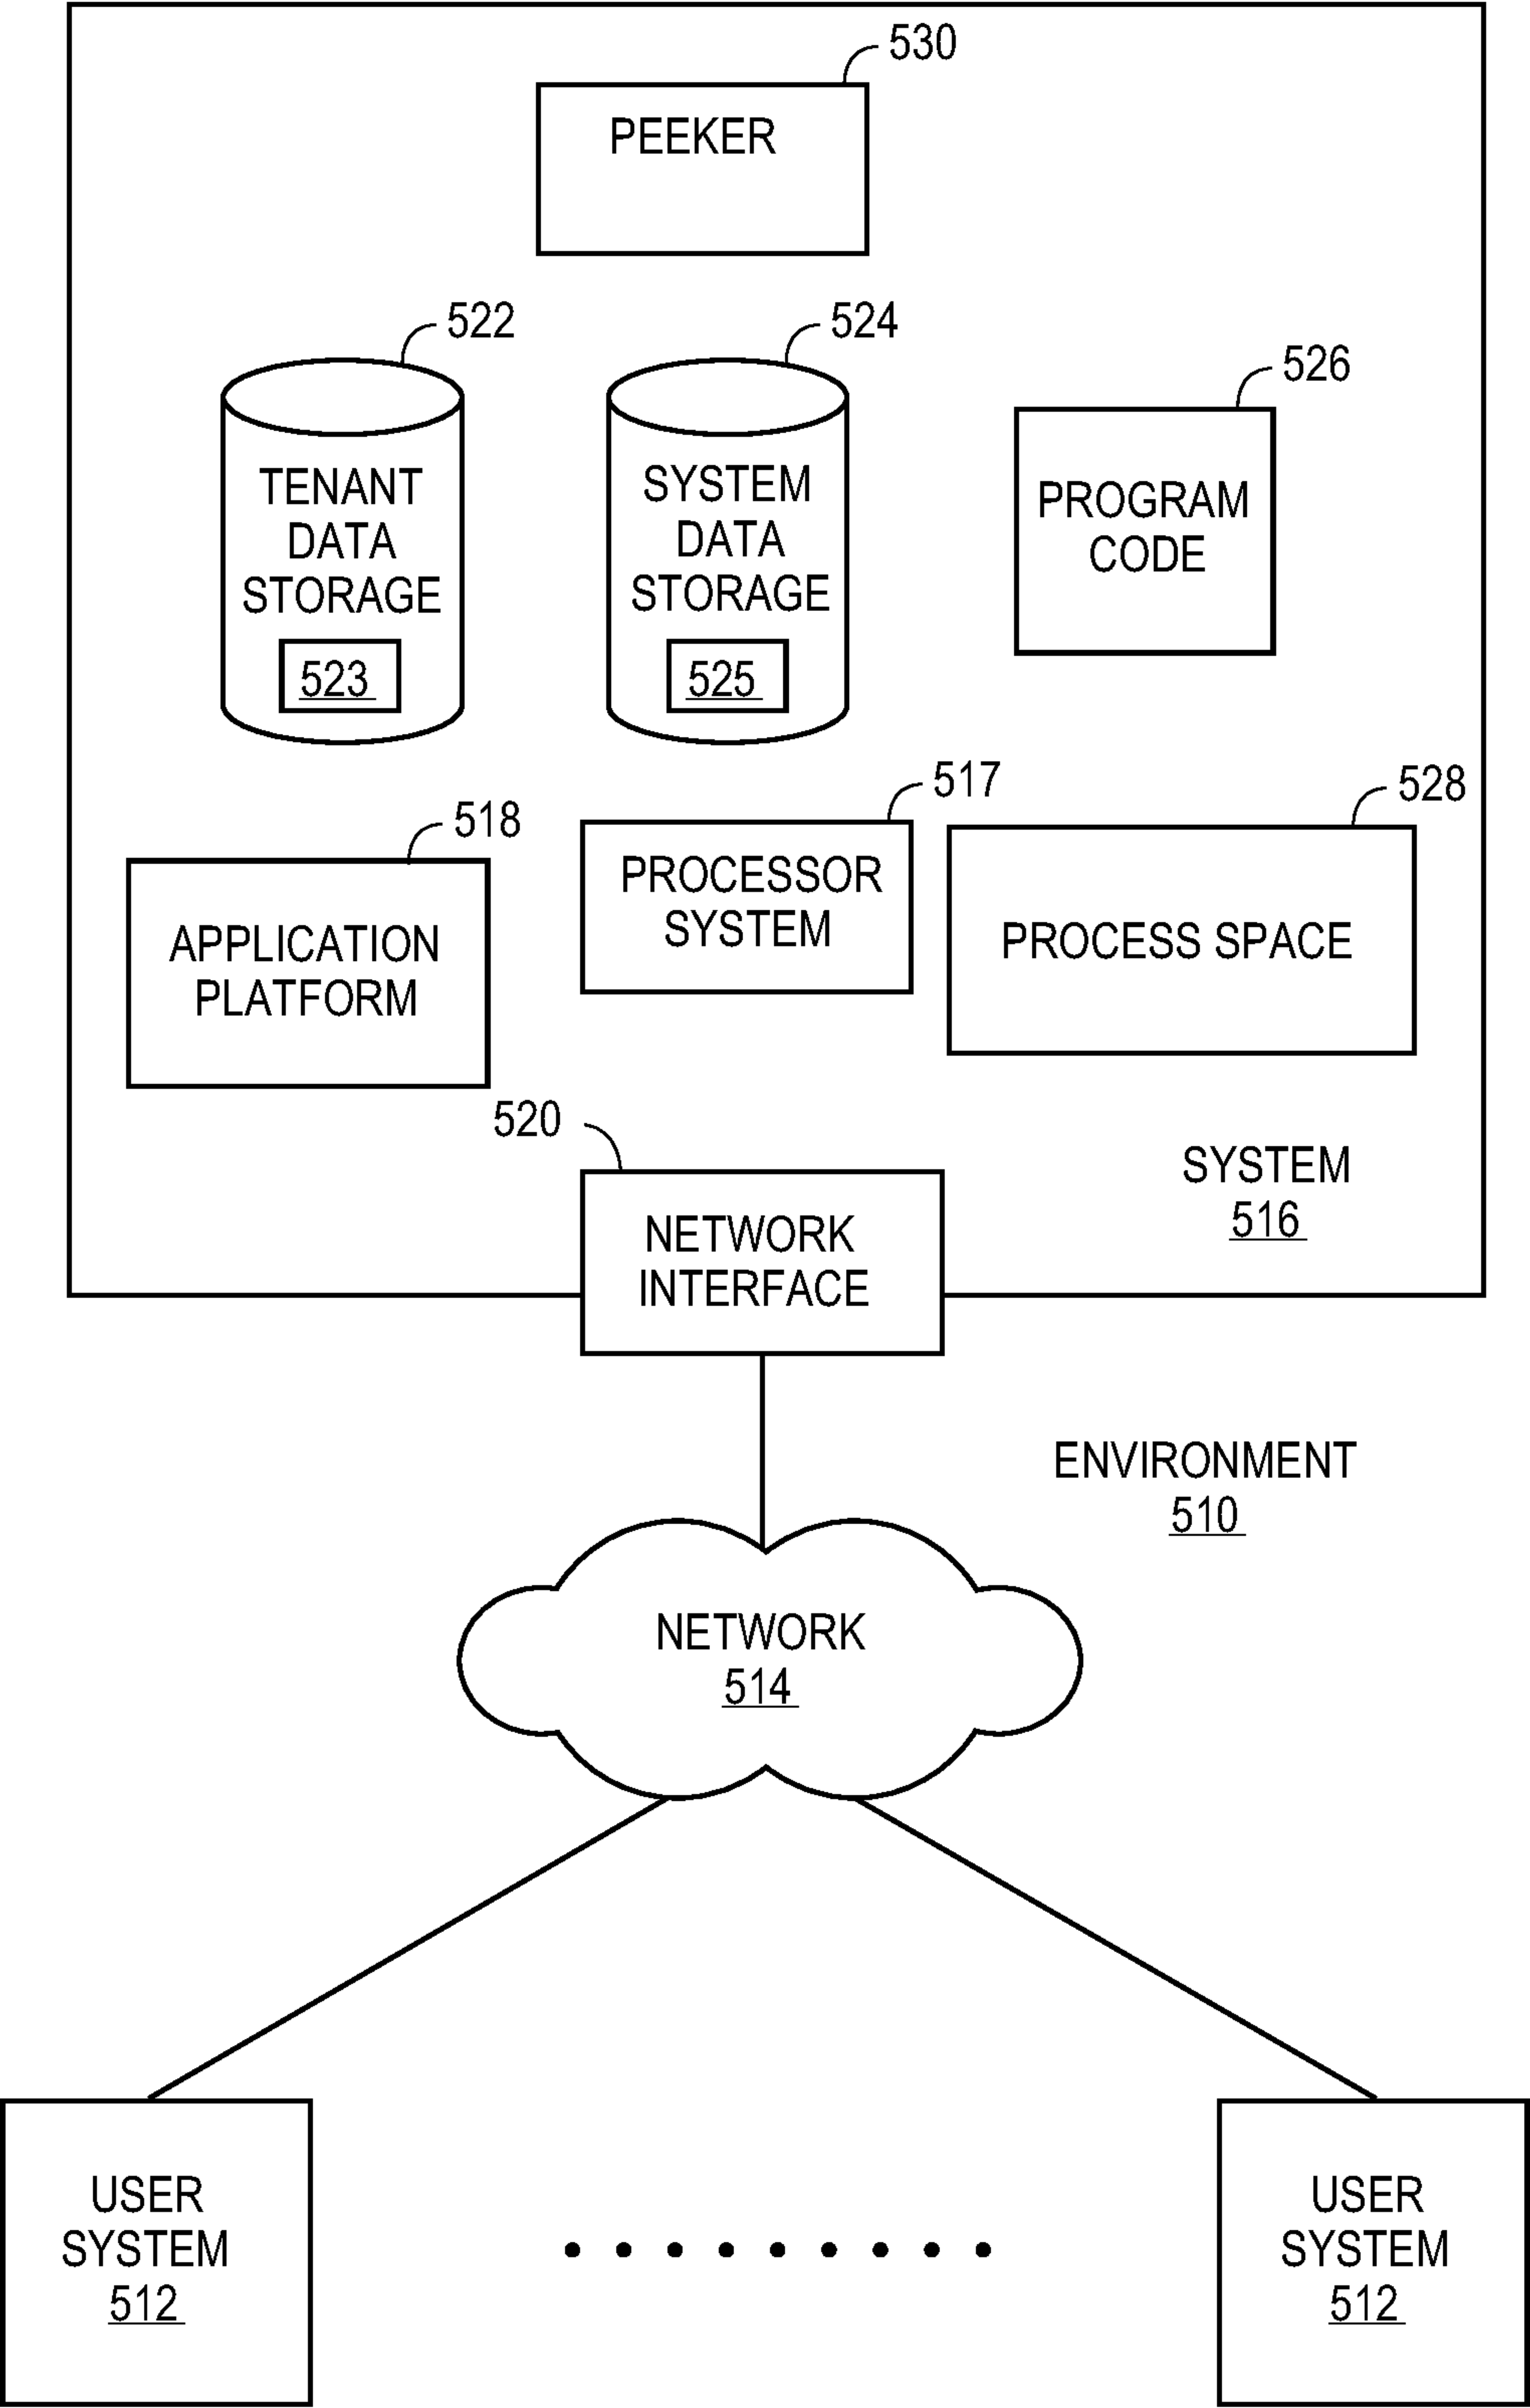 530
PEEKER
522
524
526
TENANT
DATA
STORAGE
523
SYSTEM
DATA
STORAGE
525
PROGRAM
CODE
517
528
518
PROCESSOR
SYSTEM
PROCESS SPACE
APPLICATION
PLATFORM
520
SYSTEM
516
NETWORK
INTERFACE
ENVIRONMENT
510
NETWORK
514
USER
SYSTEM
512
USER
SYSTEM
512